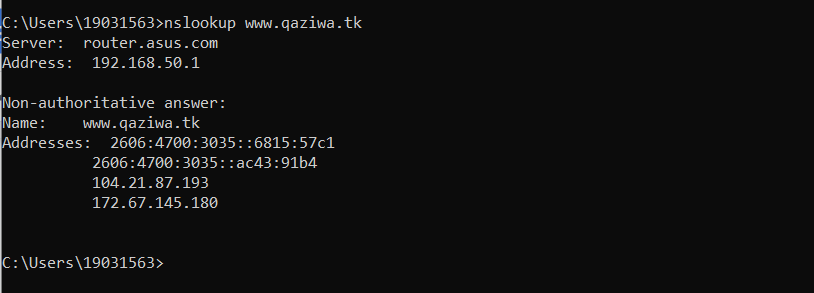 C:\Users\19031563>nslookup www.qaziwa.tk
Server:  router.asus.com
Address:  192.168.50.1

Non-authoritative answer:
Name:    www.qaziwa.tk
Addresses:  2606:4700:3035::6815:57c1
          2606:4700:3035::ac43:91b4
          104.21.87.193
          172.67.145.180

C:\Users\19031563>